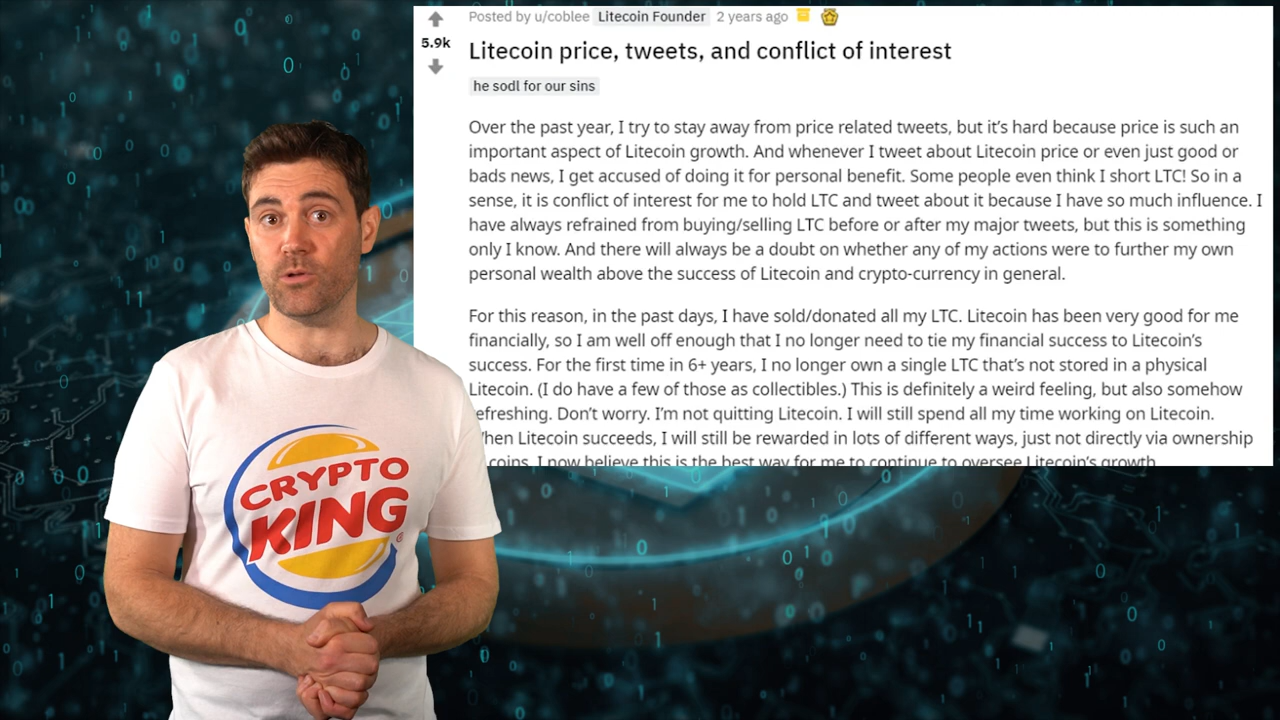 Posted by u/coblee Litecoin Founder 2 years ago
5.9k
Litecoin price, tweets, and conflict of interest
he sodl for our sins
Over the past year, I try to stay away from price related tweets, but it’s hard because price is such an
important aspect of Litecoin growth. And whenever I tweet about Litecoin price or even just good or
bads news, I get accused of doing it for personal benefit. Some people even think I short LTC! So in a
sense, it is conflict of interest for me to hold LTC and tweet about it because I have so much influence. I
have always refrained from buying/selling LTC before or after my major tweets, but this is something
only I know. And there will always be a doubt on whether any of my actions were to further my own
personal wealth above the success of Litecoin and crypto-currency in general.
For this reason, in the past days, I have sold/donated all my LTC. Litecoin has been very good for me
financially, so I am well off enough that I no longer need to tie my financial success to Litecoin’s
success. For the first time in 6+ years, I no longer own a single LTC that’s not stored in a physical
Litecoin. (I do have a few of those as collectibles.) This is definitely a weird feeling, but also somehow
refreshing. Don’t worry. I’m not quitting Litecoin. I will still spend all my time working on Litecoin.
When Litecoin succeeds, I will still be rewarded in lots of different ways, just not directly via ownership
coins. I now believe this is the best way for me to continue to oversee Litecoin’s growth.
CRYPTO
KING